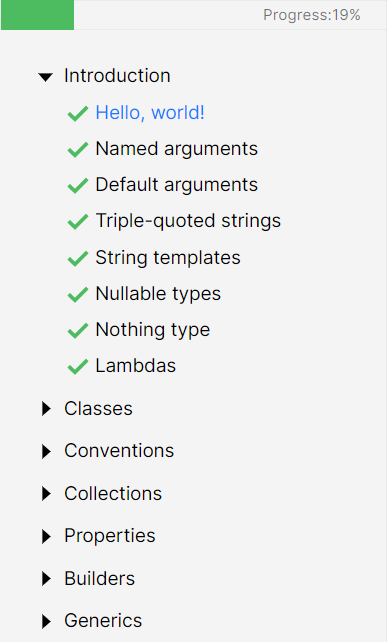 Progress:19%
Introduction
Hello, world!
Named arguments
Default arguments
Triple-quoted strings
String templates
Nullable types
Nothing type
Lambdas
Classes
Conventions
Collections
Properties
Builders
Generics